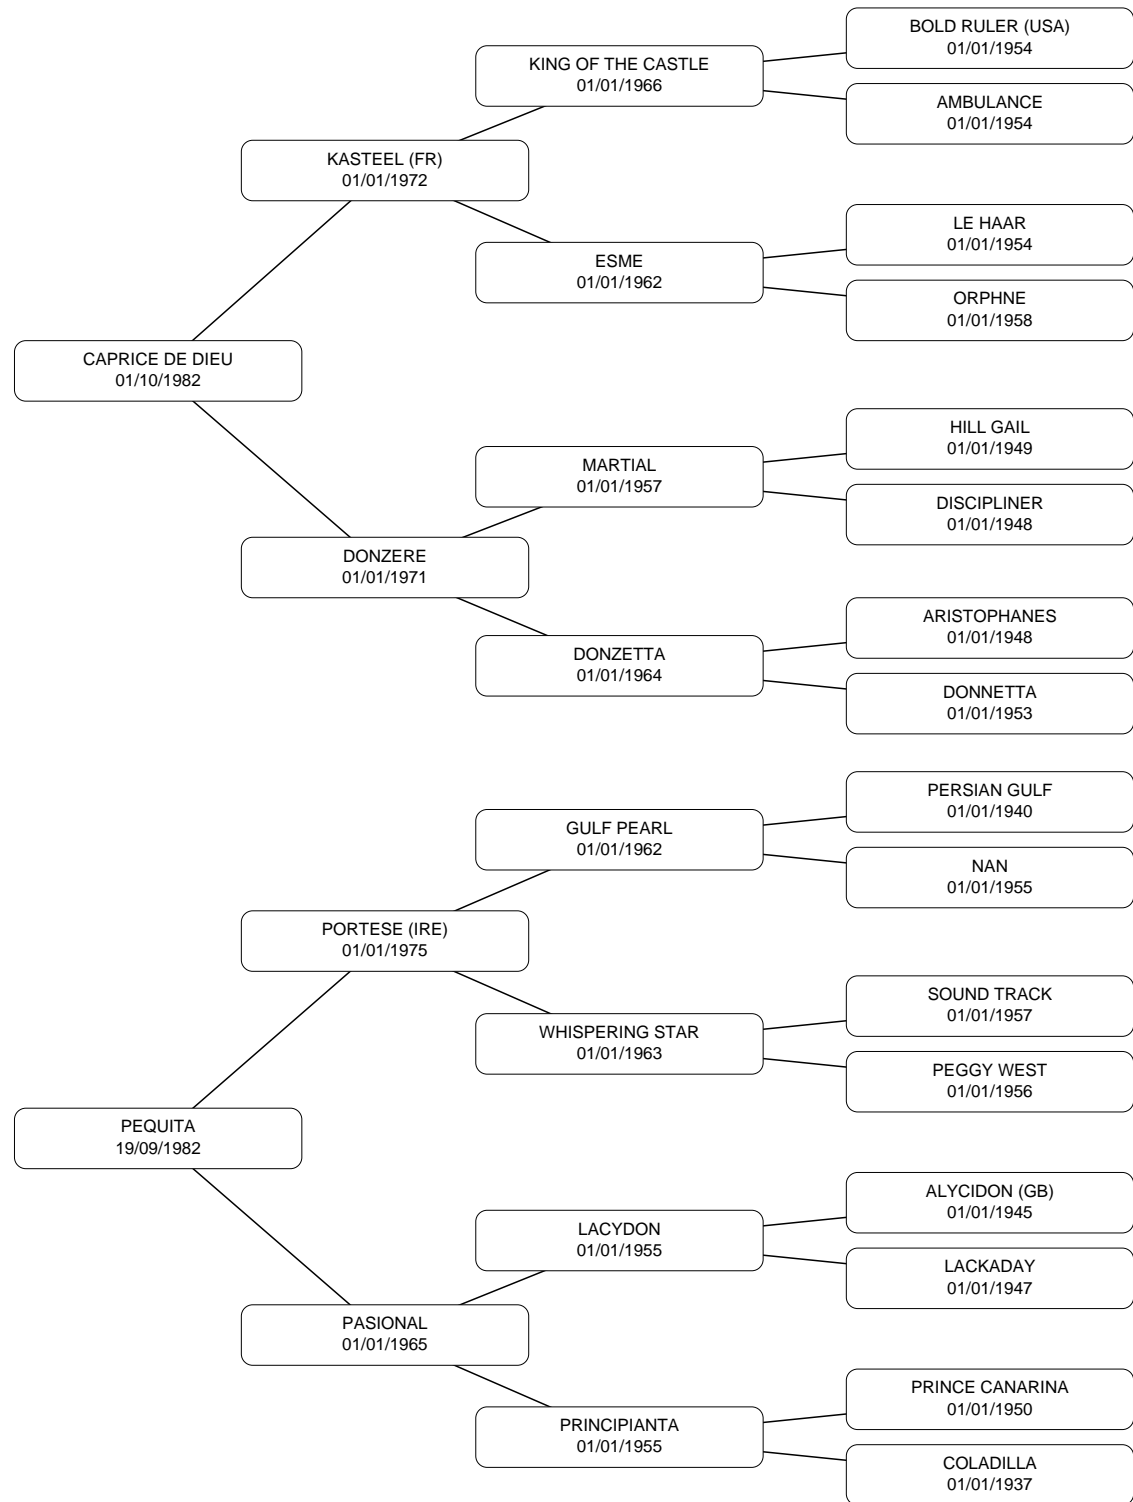 BOLD RULER (USA)
01/01/1954
KING OF THE CASTLE
01/01/1966
AMBULANCE
01/01/1954
KASTEEL (FR)
01/01/1972
LE HAAR
01/01/1954
ESME
01/01/1962
ORPHNE
01/01/1958
CAPRICE DE DIEU
01/10/1982
HILL GAIL
01/01/1949
MARTIAL
01/01/1957
DISCIPLINER
01/01/1948
DONZERE
01/01/1971
ARISTOPHANES
01/01/1948
DONZETTA
01/01/1964
DONNETTA
01/01/1953
PERSIAN GULF
01/01/1940
GULF PEARL
01/01/1962
NAN
01/01/1955
PORTESE (IRE)
01/01/1975
SOUND TRACK
01/01/1957
WHISPERING STAR
01/01/1963
PEGGY WEST
01/01/1956
PEQUITA
19/09/1982
ALYCIDON (GB)
01/01/1945
LACYDON
01/01/1955
LACKADAY
01/01/1947
PASIONAL
01/01/1965
PRINCE CANARINA
01/01/1950
PRINCIPIANTA
01/01/1955
COLADILLA
01/01/1937